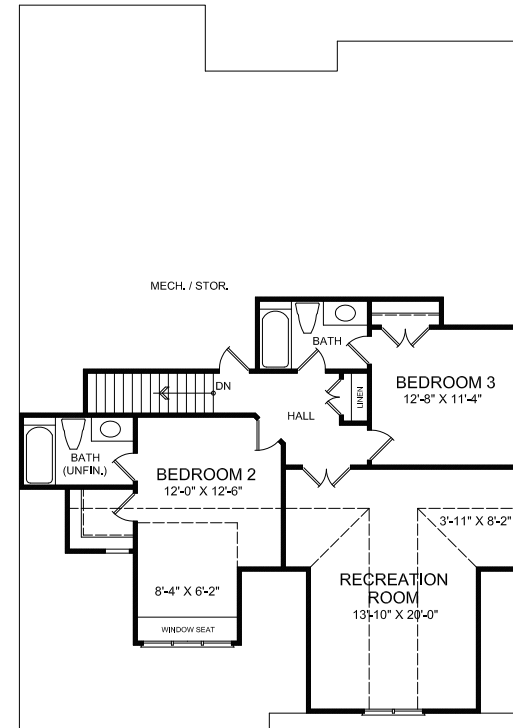 MECH. / STOR.
BATH
BEDROOM 3
12'-8" X 11'-4"
DN
LINEN
HALL
BATH
(UNFIN.)
BEDROOM 2
12'-0" X 12'-6"
3'-11" X 8'-2"
8'-4" X 6'-2"
RECREATION
ROOM
13'-10" X 20'-0"
WINDOW SEAT